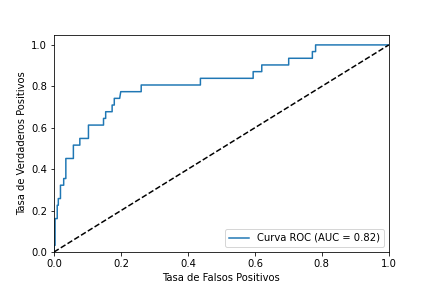 1.0
0.8
0.6
0.4
0.2
0.0
Tasa de Verdaderos Positivos
Curva ROC (AUC = 0.82)
0.0 0.2 0.4 0.6 0.8 1.0
Tasa de Falsos Positivos